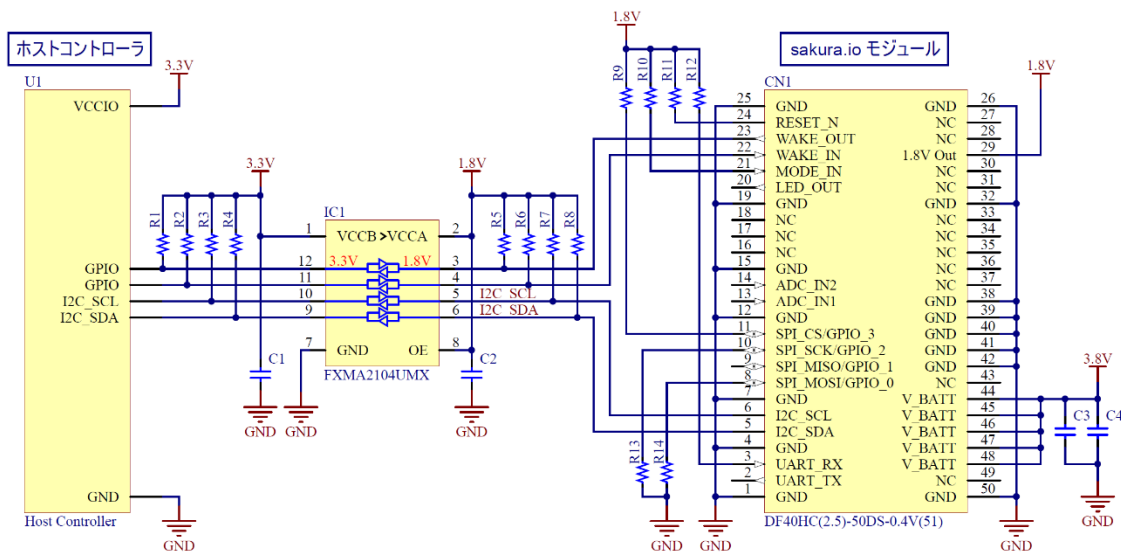 ホストコントローラ
U1
3.3V
VCCIO
GPIO
GPIO
I2C_SCL
I2C_SDA
GND
Host Controller
GND
R1
R2
R3
R4
3.3V
1.8V
IC1
1
VCCB>VCCA
2
12
3.3V
1.8V
3
11
4
10
5
I2C_SCL
9
6
I2C_SDA
7
GND
OE
8
FXMA2104UMX
C1
C2
GND
GND
GND
R5
R6
R7
R8
1.8V
R9
R10
R11
R12
R13
R14
GND
GND
sakura.io モジュール
CN1
25
GND
24
RESET_N
23
WAKE_OUT
22
WAKE_IN
21
MODE_IN
20
LED_OUT
19
GND
18
NC
17
NC
16
NC
15
GND
14
ADC_IN2
13
ADC_IN1
12
GND
11
SPI_CS/GPIO_3
10
SPI_SCK/GPIO_2
9
SPI_MISO/GPIO_1
8
SPI_MOSI/GPIO_0
7
GND
6
I2C_SCL
5
I2C_SDA
4
GND
3
UART_RX
2
UART_TX
1
GND
GND
26
NC
27
NC
28
1.8V Out
29
NC
30
NC
31
GND
32
NC
33
NC
34
NC
35
NC
36
NC
37
GND
38
GND
39
GND
40
GND
41
GND
42
NC
43
V_BATT
44
V_BATT
45
V_BATT
46
V_BATT
47
V_BATT
48
NC
49
GND
50
DF40HC(2.5)-50DS-0.4V(51)
1.8V
3.8V
C3
C4
GND
GND